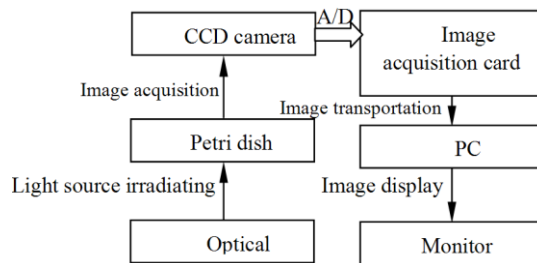 A/D
CCD camera
Image
acquisition card
Image acquisition
Image transportation
Petri dish
PC
Light source irradiating
Image display
Optical
Monitor